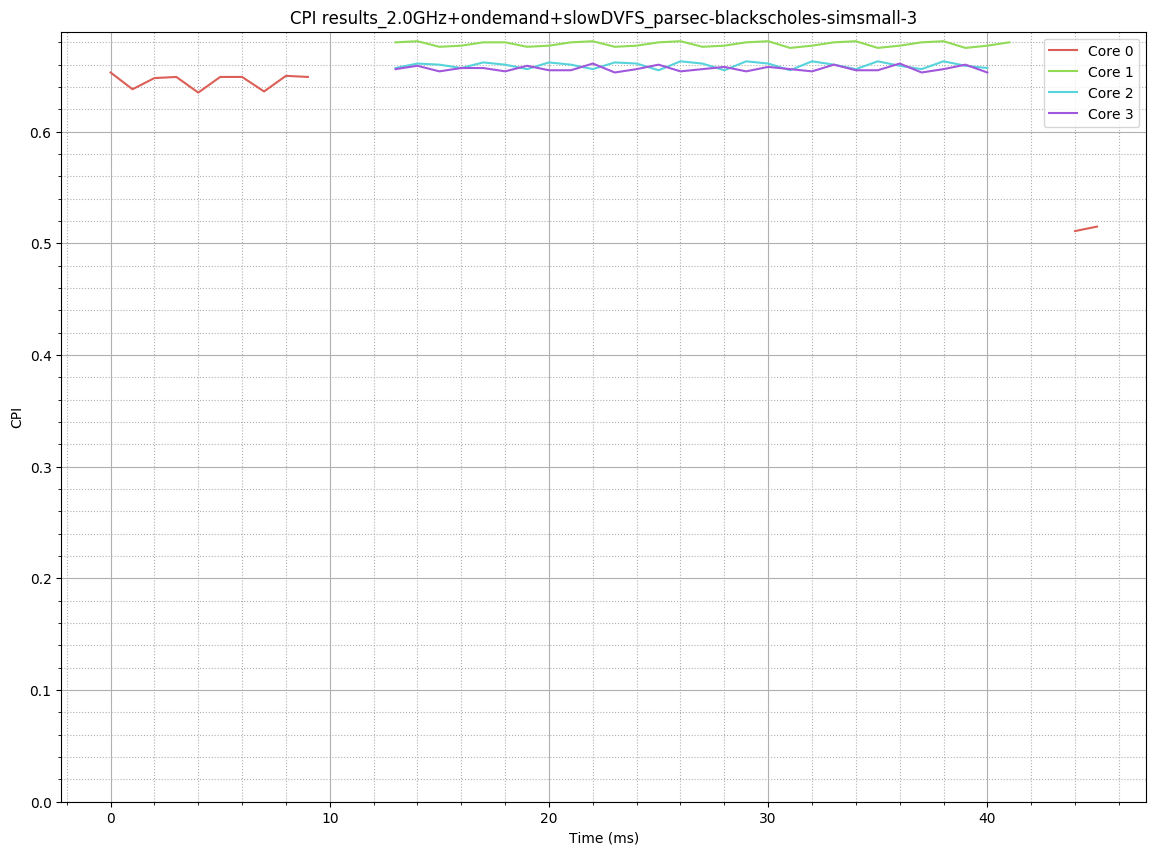 CPI results_2.0GHz+ondemand+slowDVFS_parsec-blackscholes-simsmall-3
Core 0
Core 1
Core 2
Core 3
0.6
0.5
0.4
0.3
0.2
0.1
0.0
CPI
0 10 20 30 40
Time (ms)